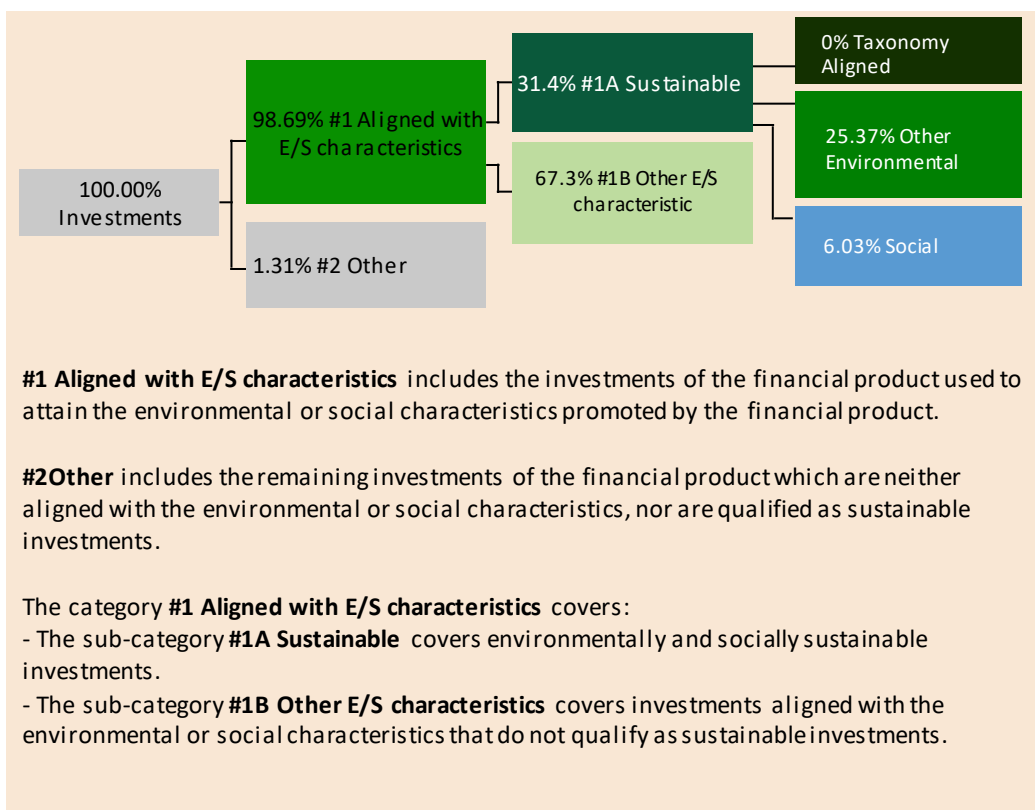 100.00%
Investments
98.69% #1 Aligned with
E/S characteristics
1.31% #2 Other
31.4% #1A Sustainable
67.3% #1B Other E/S
characteristic
0% Taxonomy
Aligned
25.37% Other
Environmental
6.03% Social
#1 Aligned with E/S characteristics includes the investments of the financial product used to
attain the environmental or social characteristics promoted by the financial product.
#2Other includes the remaining investments of the financial product which are neither
aligned with the environmental or social characteristics, nor are qualified as sustainable
investments.
The category #1 Aligned with E/S characteristics covers:
- The sub-category #1A Sustainable covers environmentally and socially sustainable
investments.
- The sub-category #1B Other E/S characteristics covers investments aligned with the
environmental or social characteristics that do not qualify as sustainable investments.